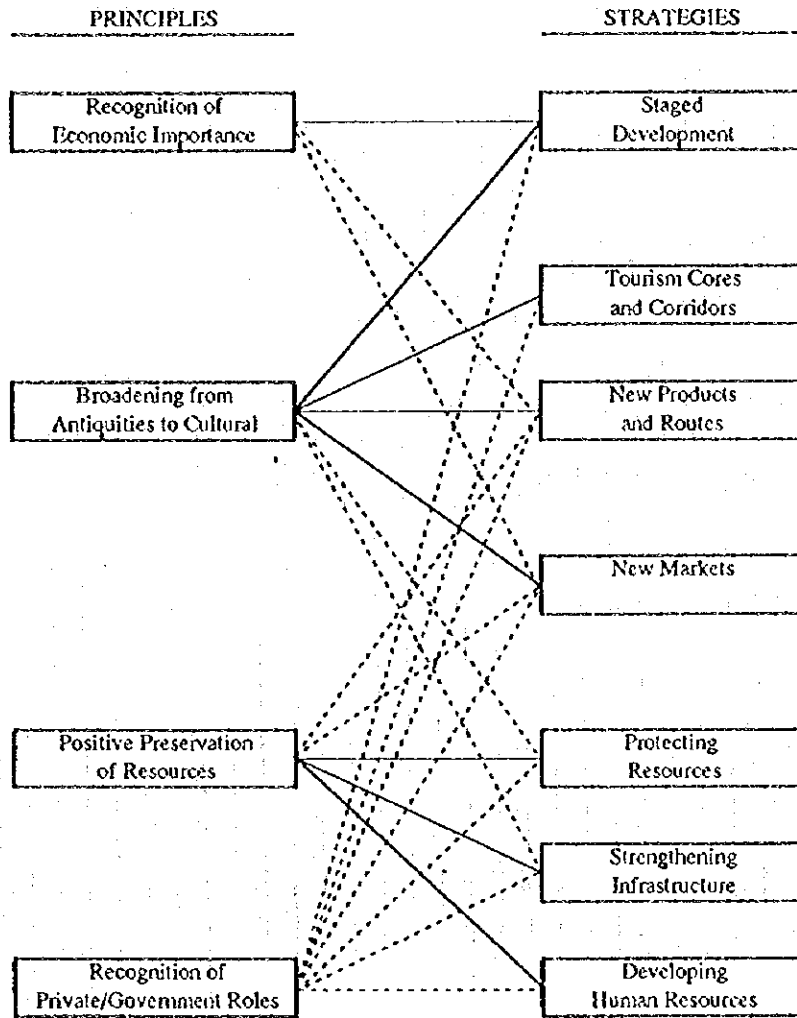 PRINCIPLES
STRATEGIES
Recognition of
Economic Importance
Staged
Development
Tourism Cores
and Corridors
Broadening from
Antiquities to Cultural
New Products
and Routes
New Markets
Positive Preservation
of Resources
Protecting
Resources
Strengthening
Infrastructure
Recognition of
Private/Government Roles
Developing
Human Resources